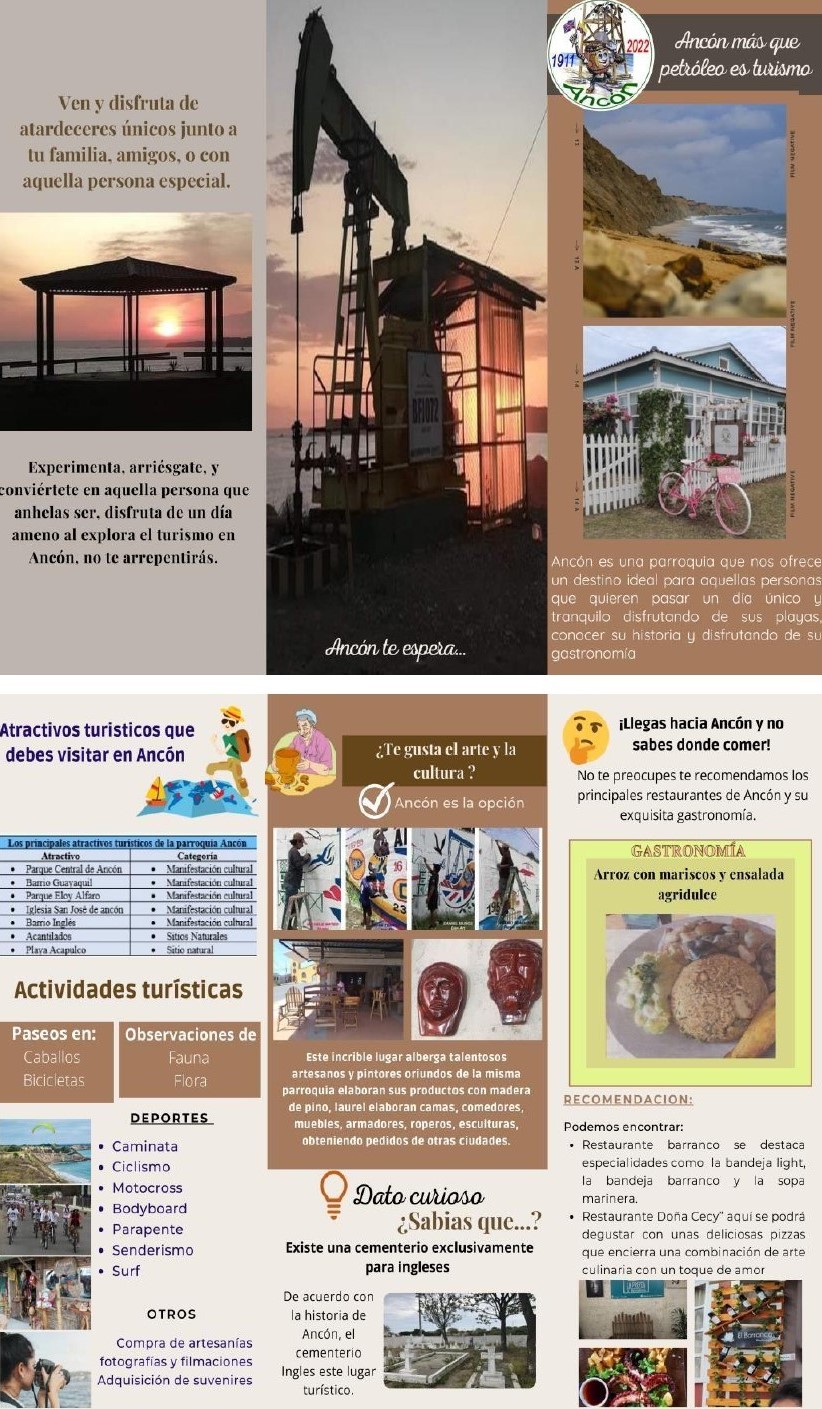 Ven y disfruta de
atardeceres únicos junto a
tu familia, amigos, o con
aquella persona especial.
Experimenta, arriésgate, y
conviértete en aquella persona que
anhelas ser, disfruta de un día
ameno al explora el turismo en
Ancón, no te arrepentirás.
Ancón te espera...
1911
2022
Ancón
Ancón más que
petróleo es turismo
FILM NEGATIVE
FILM NEGATIVE
FILM NEGATIVE
Ancón es una parroquia que nos ofrece
un destino ideal para aquellas personas
que quieren pasar un día único y
tranquilo disfrutando de sus playas,
conocer su historia y disfrutando de su
gastronomía
Atractivos turisticos que
debes visitar en Ancón
Los principales atractivos turísticos de la parroquia Ancón
Atractivo Categoría
• Parque Central de Ancón • Manifestación cultural
• Barrio Guayaquil • Manifestación cultural
• Parque Eloy Alfaro • Manifestación cultural
• Iglesia San José de ancón • Manifestación cultural
• Barrio Inglés • Manifestación cultural
• Acantilados • Sitios Naturales
• Playa Acapulco • Sitio natural
Actividades turísticas
Paseos en:
Caballos
Bicicletas
Observaciones de
Fauna
Flora
DEPORTES
• Caminata
• Ciclismo
• Motocross
• Bodyboard
• Parapente
• Senderismo
• Surf
OTROS
Compra de artesanías
fotografías y filmaciones
Adquisición de suvenires
¿Te gusta el arte y la
cultura ?
Ancón es la opción
Este incrible lugar alberga talentosos
artesanos y pintores oriundos de la misma
parroquia elaboran sus productos con madera
de pino, laurel elaboran camas, comedores,
muebles, armadores, roperos, esculturas,
obteniendo pedidos de otras ciudades.
Dato curioso
¿Sabias que...?
Existe una cementerio exclusivamente
para ingleses
De acuerdo con
la historia de
Ancón, el
cementerio
Ingles este lugar
turístico.
¡Llegas hacia Ancón y no
sabes donde comer!
No te preocupes te recomendamos los
principales restaurantes de Ancón y su
exquisita gastronomía.
GASTRONOMÍA
Arroz con mariscos y ensalada
agridulce
RECOMENDACION:
Podemos encontrar:
• Restaurante barranco se destaca
especialidades como la bandeja light,
la bandeja barranco y la sopa
marinera.
• Restaurante Doña Cecy" aquí se podrá
degustar con unas deliciosas pizzas
que encierra una combinación de arte
culinaria con un toque de amor
El Barranco